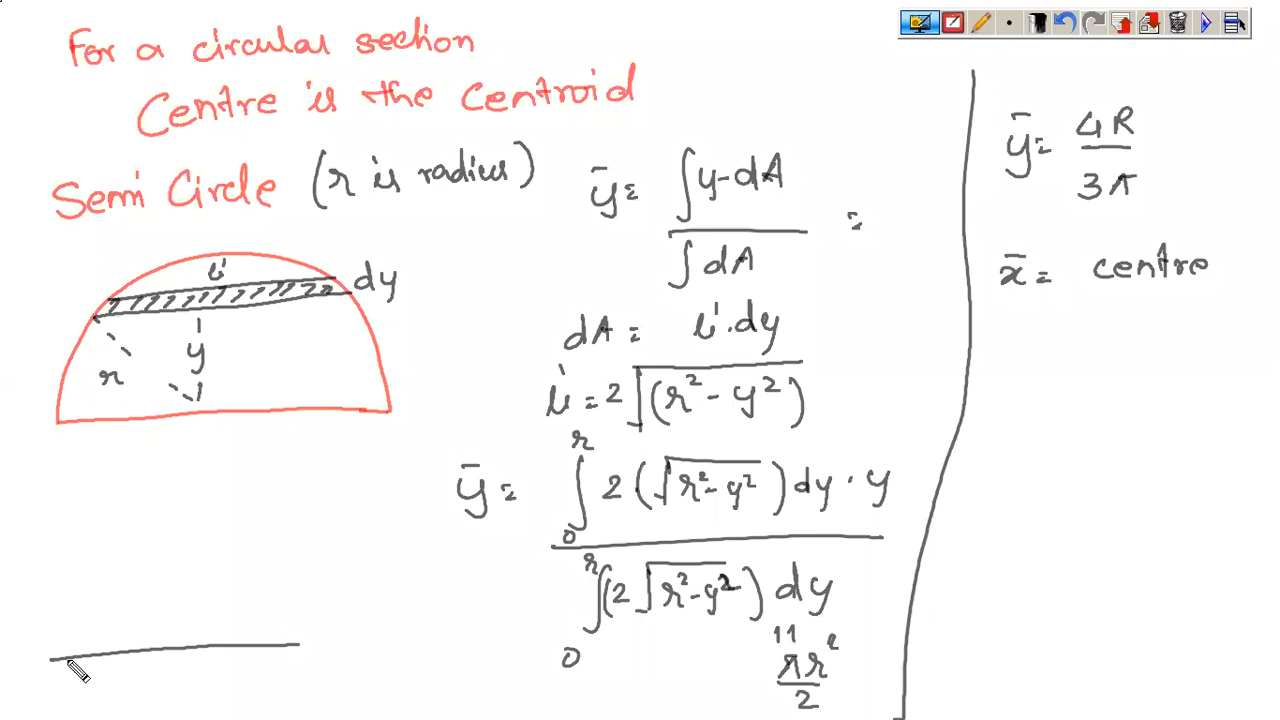 For a circular section
Centre is the Centroid
Semi Circle (r is radius)
b'
dy
r
y
ȳ = ∫ y-dA / ∫ dA =
dA = b'.dy
b' = 2√(r² - y²)
ȳ = ∫₀ʳ 2(√r²-y²) dy · y
∫₀ʳ (2√r²-y²) dy
11
πr²/2
ȳ = 4R/3π
x̄ = centre